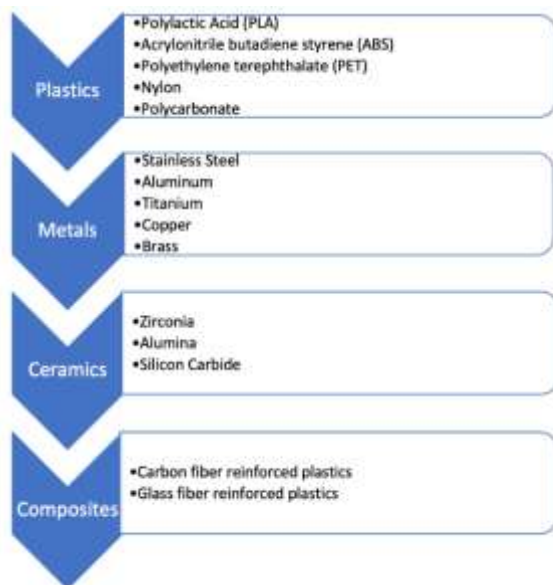 Plastics
•Polylactic Acid (PLA)
•Acrylonitrile butadiene styrene (ABS)
•Polyethylene terephthalate (PET)
•Nylon
•Polycarbonate
Metals
•Stainless Steel
•Aluminum
•Titanium
•Copper
•Brass
Ceramics
•Zirconia
•Alumina
•Silicon Carbide
Composites
•Carbon fiber reinforced plastics
•Glass fiber reinforced plastics